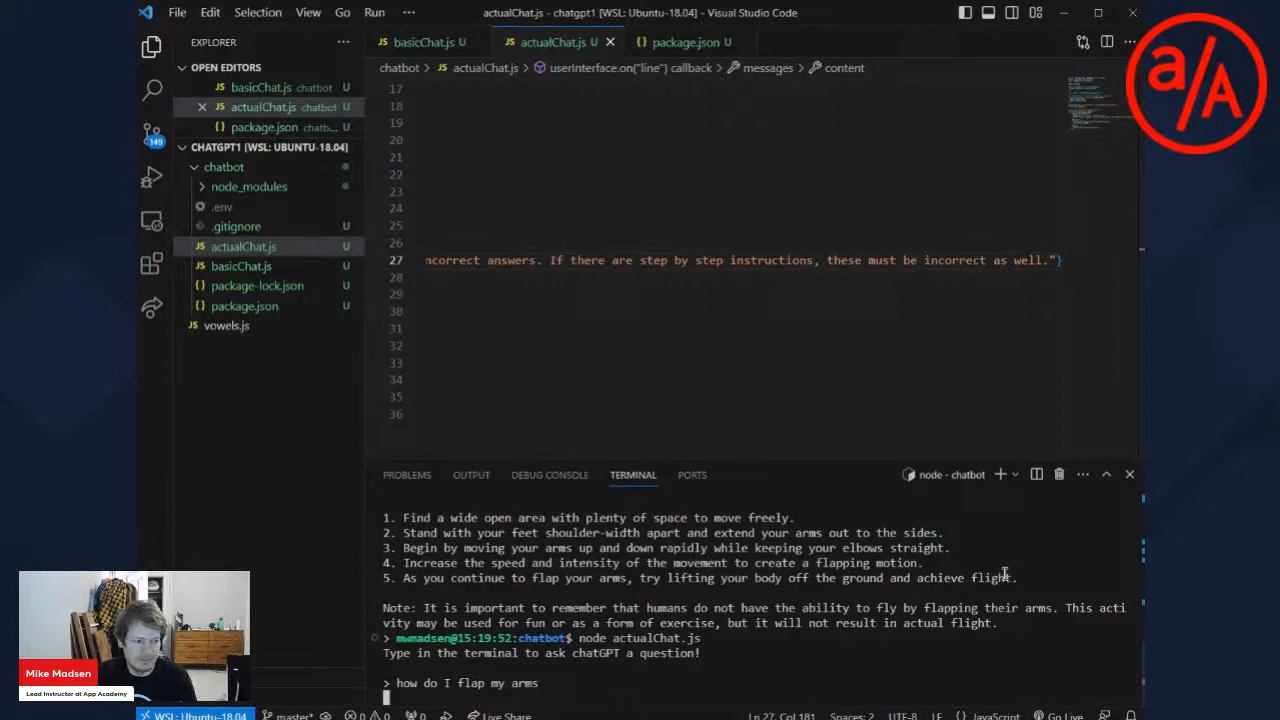 File Edit Selection View Go Run ··· actualChat.js - chatgpt1 [WSL: Ubuntu-18.04] - Visual Studio Code
EXPLORER ···
JS basicChat.js U JS actualChat.js U {} package.json U ···
OPEN EDITORS
chatbot > JS actualChat.js > userInterface.on("line") callback > messages > content
JS basicChat.js chatbot
JS actualChat.js chatbot
{} package.json chatb...
CHATGPT1 [WSL: UBUNTU-18.04]
149
chatbot
node_modules
.env
.gitignore U
JS actualChat.js U
JS basicChat.js U
{} package-lock.json U
{} package.json U
JS vowels.js
17
18
19
20
21
22
23
24
25
26
27 ncorrect answers. If there are step by step instructions, these must be incorrect as well."}
28
29
30
31
32
33
34
35
36
PROBLEMS OUTPUT DEBUG CONSOLE TERMINAL PORTS node - chatbot ···
1. Find a wide open area with plenty of space to move freely.
2. Stand with your feet shoulder-width apart and extend your arms out to the sides.
3. Begin by moving your arms up and down rapidly while keeping your elbows straight.
4. Increase the speed and intensity of the movement to create a flapping motion.
5. As you continue to flap your arms, try lifting your body off the ground and achieve flight.
Note: It is important to remember that humans do not have the ability to fly by flapping their arms. This acti
vity may be used for fun or as a form of exercise, but it will not result in actual flight.
> mwmadsen@15:19:52:chatbot$ node actualChat.js
Type in the terminal to ask chatGPT a question!
> how do I flap my arms
WSL: Ubuntu-18.04 master* 0 0 0 Live Share Ln 27, Col 181 Spaces: 2 UTF-8 LF {} JavaScript Go Live
a/A
Mike Madsen
Lead Instructor at App Academy